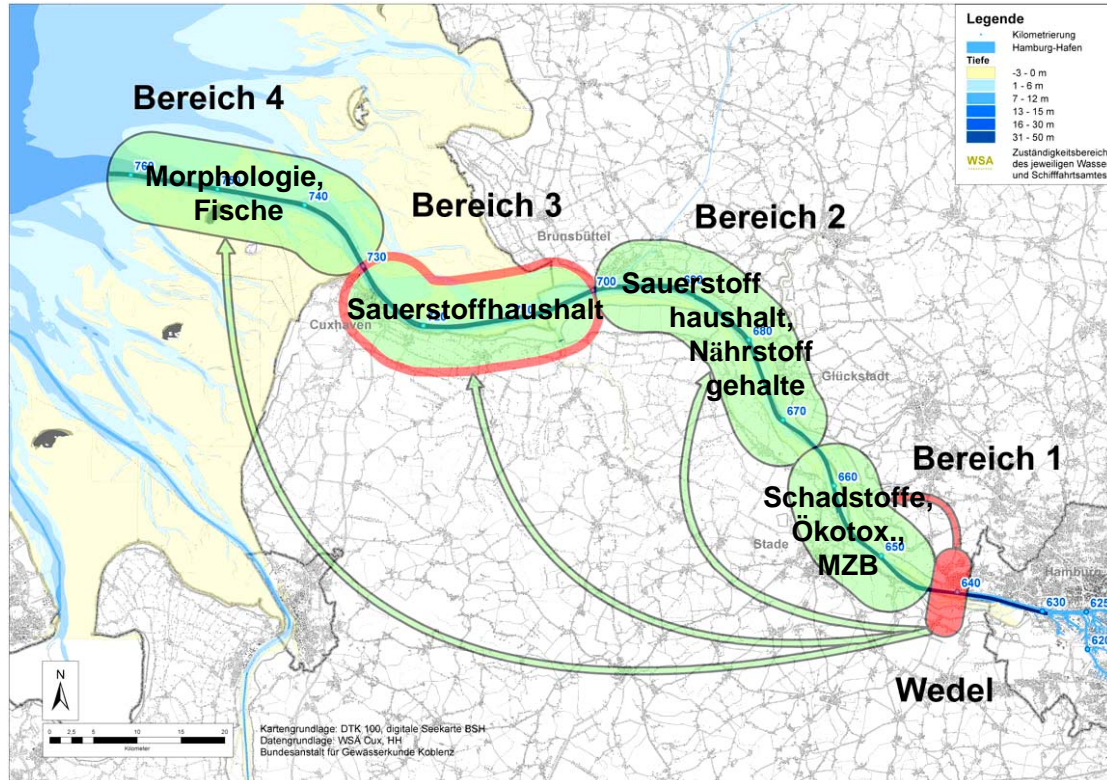 Legende
Kilometrierung
Hamburg-Hafen
Tiefe
-3 - 0 m
1 - 6 m
7 - 12 m
13 - 15 m
16 - 30 m
31 - 50 m
WSA
Zuständigkeitsbereich
des jeweiligen Wasser
und Schifffahrtsamtes
Bereich 4
760
Morphologie,
Fische
740
Bereich 3
730
Sauerstoffhaushalt
Cuxhaven
Brunsbüttel
Bereich 2
700
Sauerstoff
haushalt,
680
Nährstoff
gehalte
Glückstadt
670
Bereich 1
660
Schadstoffe,
Ökotox.,
MZB
Stade
650
640
Hamburg
630
625
620
Wedel
N
0 2,5 5 10 15 20
Kilometer
Kartengrundlage: DTK 100, digitale Seekarte BSH
Datengrundlage: WSÄ Cux, HH
Bundesanstalt für Gewässerkunde Koblenz